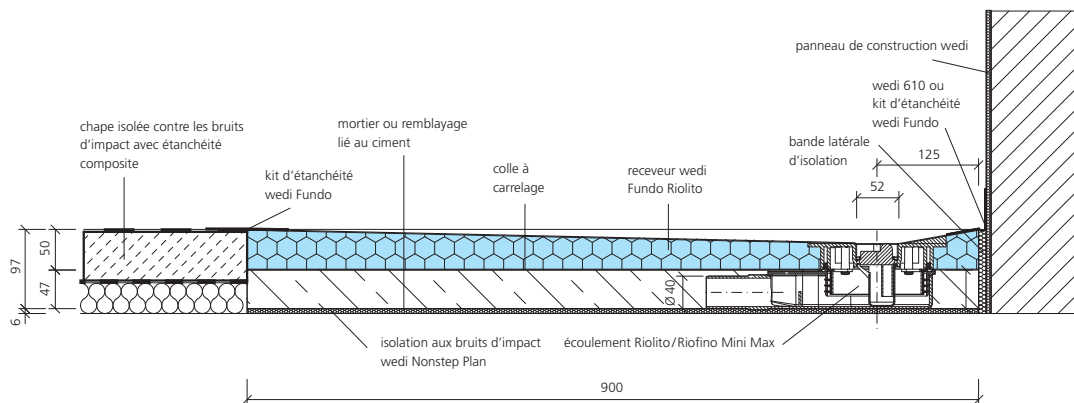 panneau de construction wedi
wedi 610 ou
kit d'étanchéité
wedi Fundo
bande latérale
d'isolation
chape isolée contre les bruits
d'impact avec étanchéité
composite
mortier ou remblayage
lié au ciment
kit d'étanchéité
wedi Fundo
colle à
carrelage
receveur wedi
Fundo Riolito
125
52
97
50
47
6
Ø 40
isolation aux bruits d'impact
wedi Nonstep Plan
écoulement Riolito/Riofino Mini Max
900